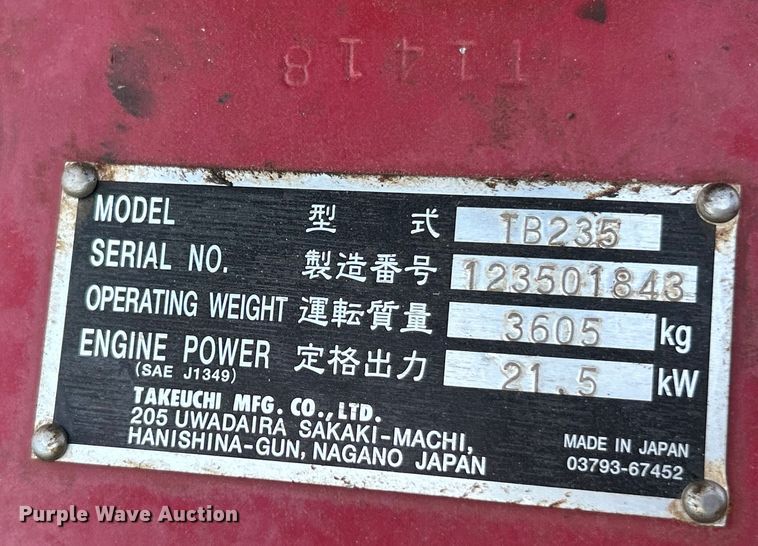 MODEL 型 式 TB235
SERIAL NO. 製造番号 123501843
OPERATING WEIGHT 運転質量 3605 kg
ENGINE POWER 定格出力 21.5 kW
(SAE J1349)
TAKEUCHI MFG. CO., LTD.
205 UWADAIRA SAKAKI-MACHI,
HANISHINA-GUN, NAGANO JAPAN
MADE IN JAPAN
03793-67452
Purple Wave Auction